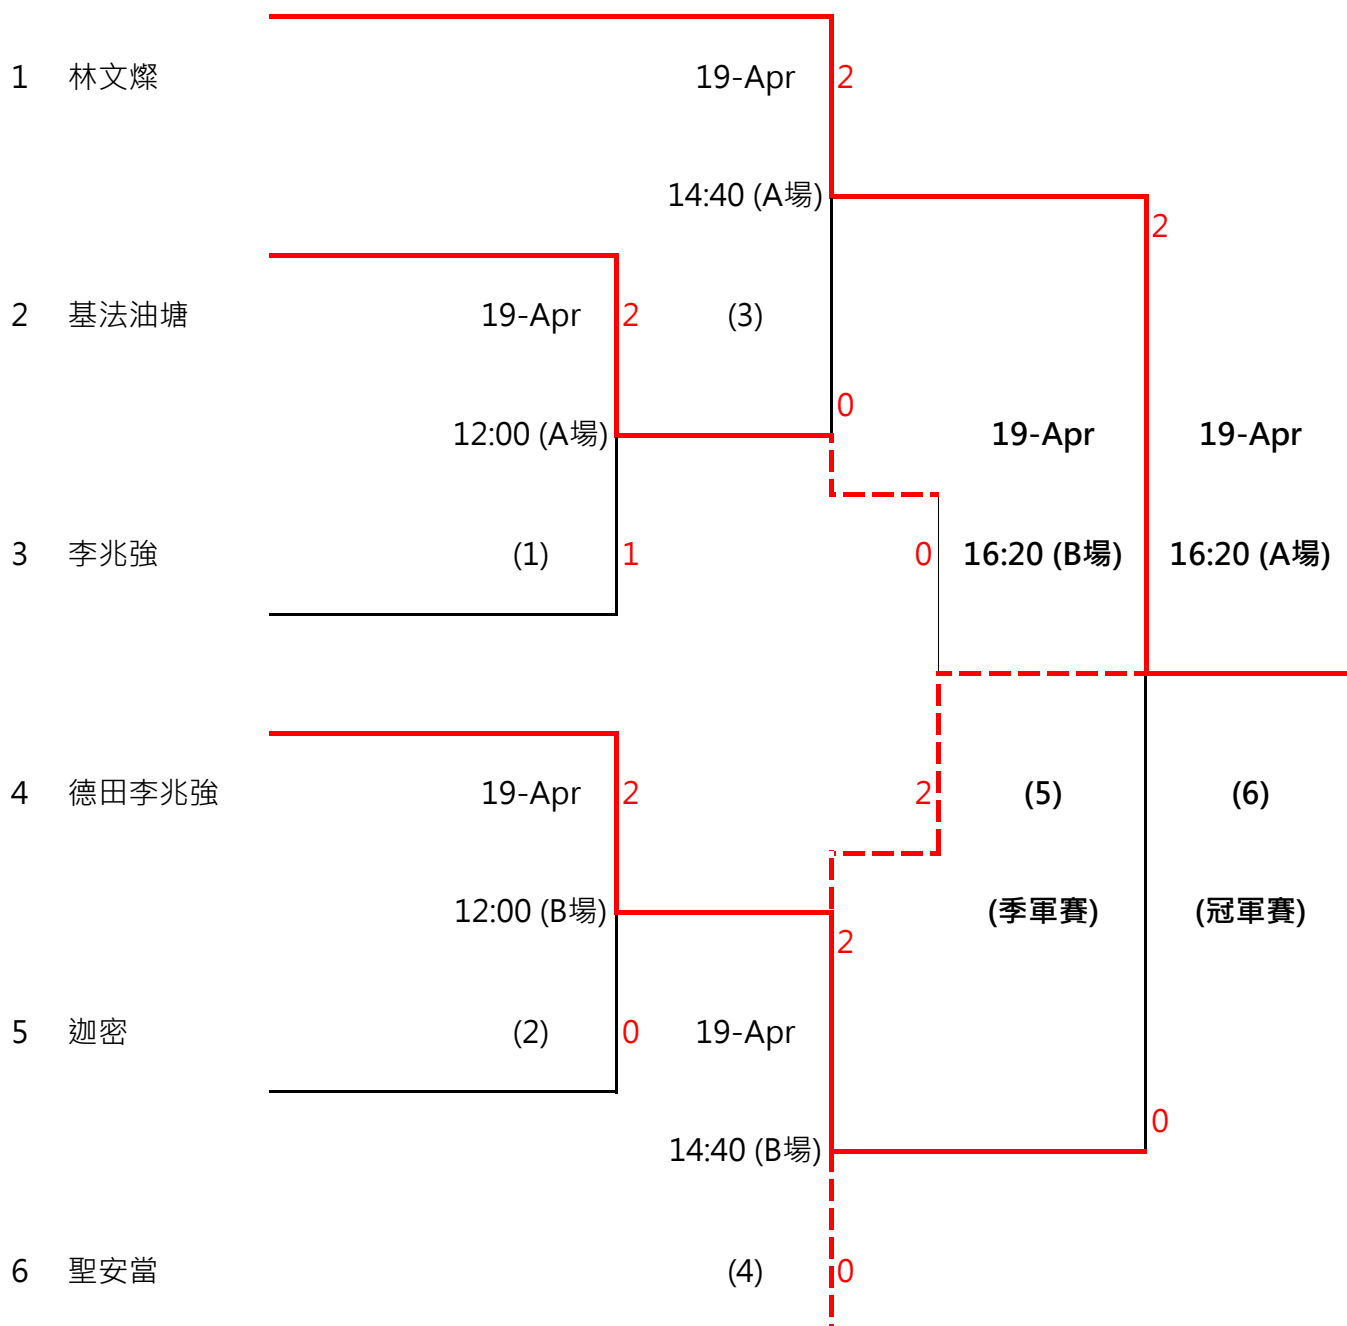 1 林文燦 19-Apr 2
14:40 (A場)
2
2 基法油塘 19-Apr 2 (3)
0
12:00 (A場) 19-Apr 19-Apr
3 李兆強 (1) 1 0 16:20 (B場) 16:20 (A場)
4 德田李兆強 19-Apr 2 2 (5) (6)
12:00 (B場) (季軍賽) (冠軍賽)
2
5 迦密 (2) 0 19-Apr
0
14:40 (B場)
6 聖安當 (4) 0